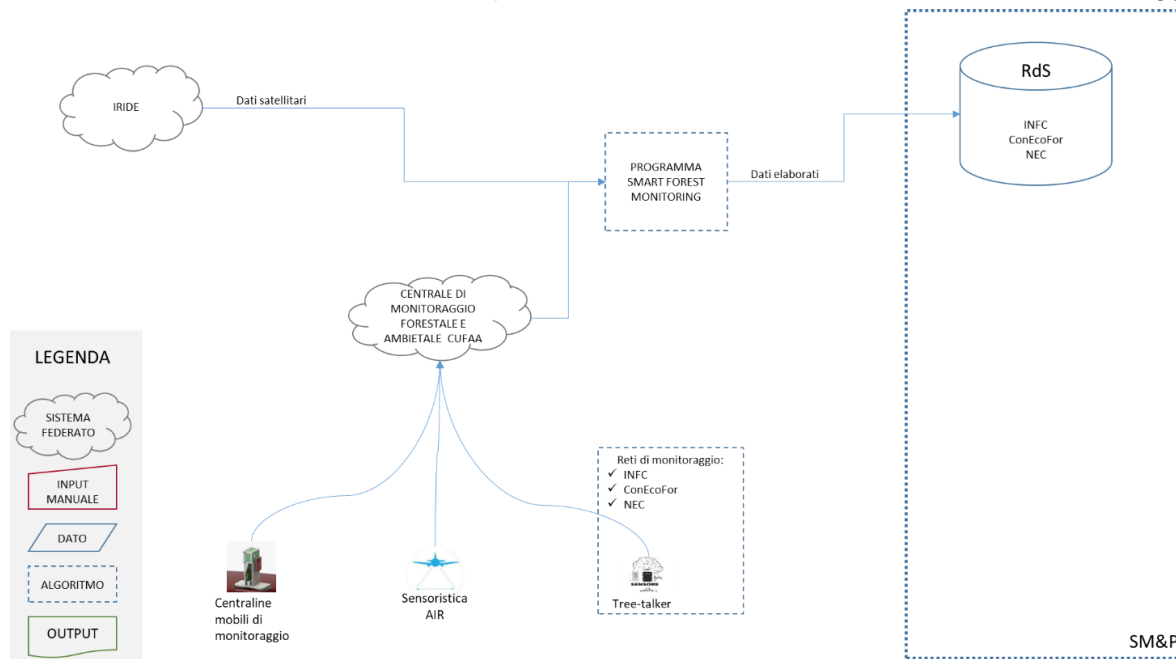 RdS
INFC
ConEcoFor
NEC
IRIDE
Dati satellitari
PROGRAMMA
SMART FOREST
MONITORING
Dati elaborati
CENTRALE DI
MONITORAGGIO
FORESTALE E
AMBIETALE CUFAA
LEGENDA
SISTEMA
FEDERATO
INPUT
MANUALE
DATO
ALGORITMO
OUTPUT
Reti di monitoraggio:
✓ INFC
✓ ConEcoFor
✓ NEC
SENSORE
Centraline
mobili di
monitoraggio
Sensoristica
AIR
Tree-talker
SM&P